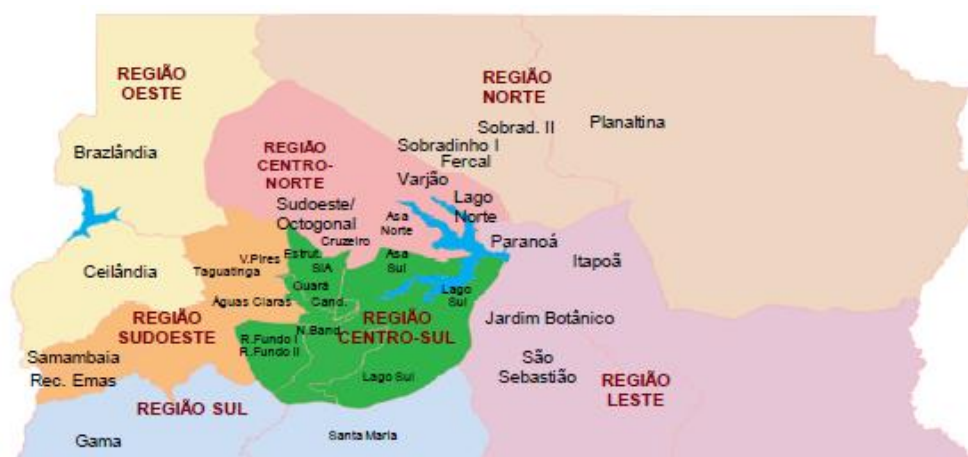 REGIÃO
OESTE
REGIÃO
NORTE
Planaltina
Sobrad. II
Sobradinho I
Fercal
Brazlândia
REGIÃO
CENTRO-
NORTE
Varjão
Lago
Norte
Sudoeste/
Octogonal
Cruzeiro
Asa
Norte
Paranoá
Itapoã
Ceilândia
V.Pires
Taguatinga
Estrut.
SIA
Asa
Sul
Guará
Águas Claras
Cand.
Lago
Sul
REGIÃO
SUDOESTE
N.Band.
REGIÃO
CENTRO-SUL
Jardim Botânico
R.Fundo I
R.Fundo II
Samambaia
Rec. Emas
Lago Sul
São
Sebastião
REGIÃO
LESTE
REGIÃO SUL
Gama
Santa Maria